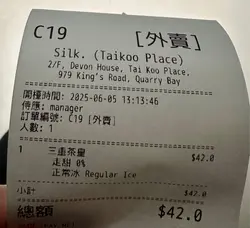 C19 [外賣]
Silk. (Taikoo Place)
2/F, Devon House, Tai Koo Place,
979 King's Road, Quarry Bay
開檯時間: 2025-06-05 13:13:46
侍應: manager
訂單編號: C19 [外賣]
人數: 1
1 三重茶皇 $42.0
走甜 0%
正常冰 Regular Ice
小計 $42.0
總額 $42.0